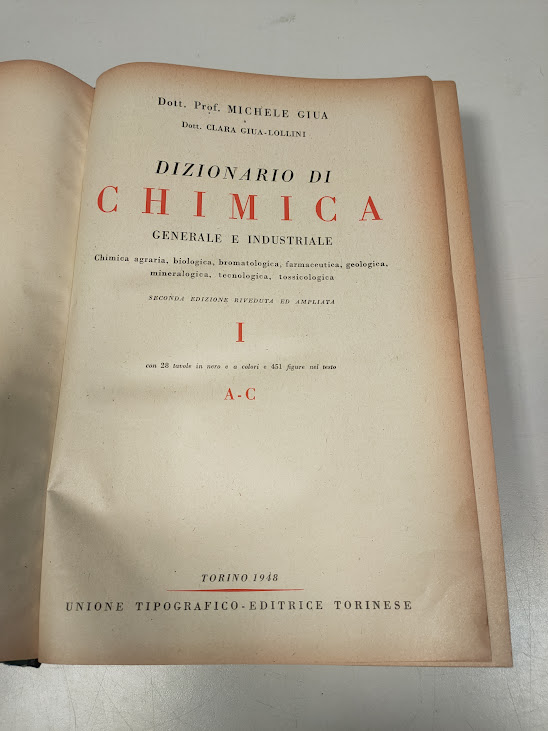 Dott. Prof. MICHELE GIUA
e
Dott. CLARA GIUA-LOLLINI
DIZIONARIO DI
CHIMICA
GENERALE E INDUSTRIALE
Chimica agraria, biologica, bromatologica, farmaceutica, geologica,
mineralogica, tecnologica, tossicologica
SECONDA EDIZIONE RIVEDUTA ED AMPLIATA
I
con 28 tavole in nero e a colori e 451 figure nel testo
A-C
TORINO 1948
UNIONE TIPOGRAFICO-EDITRICE TORINESE